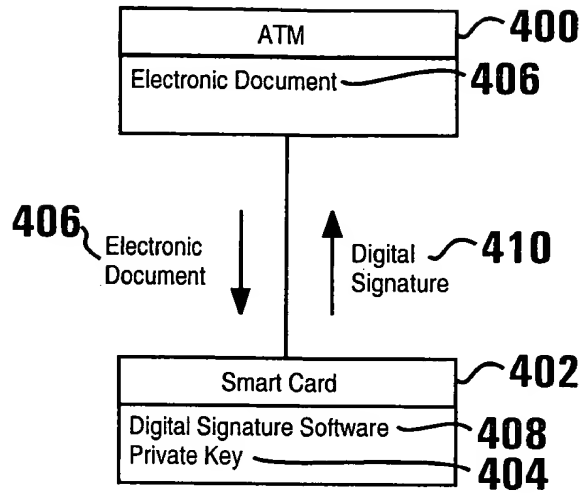 ATM 400
Electronic Document 406
406 Electronic
Document
Digital 410
Signature
Smart Card 402
Digital Signature Software 408
Private Key 404